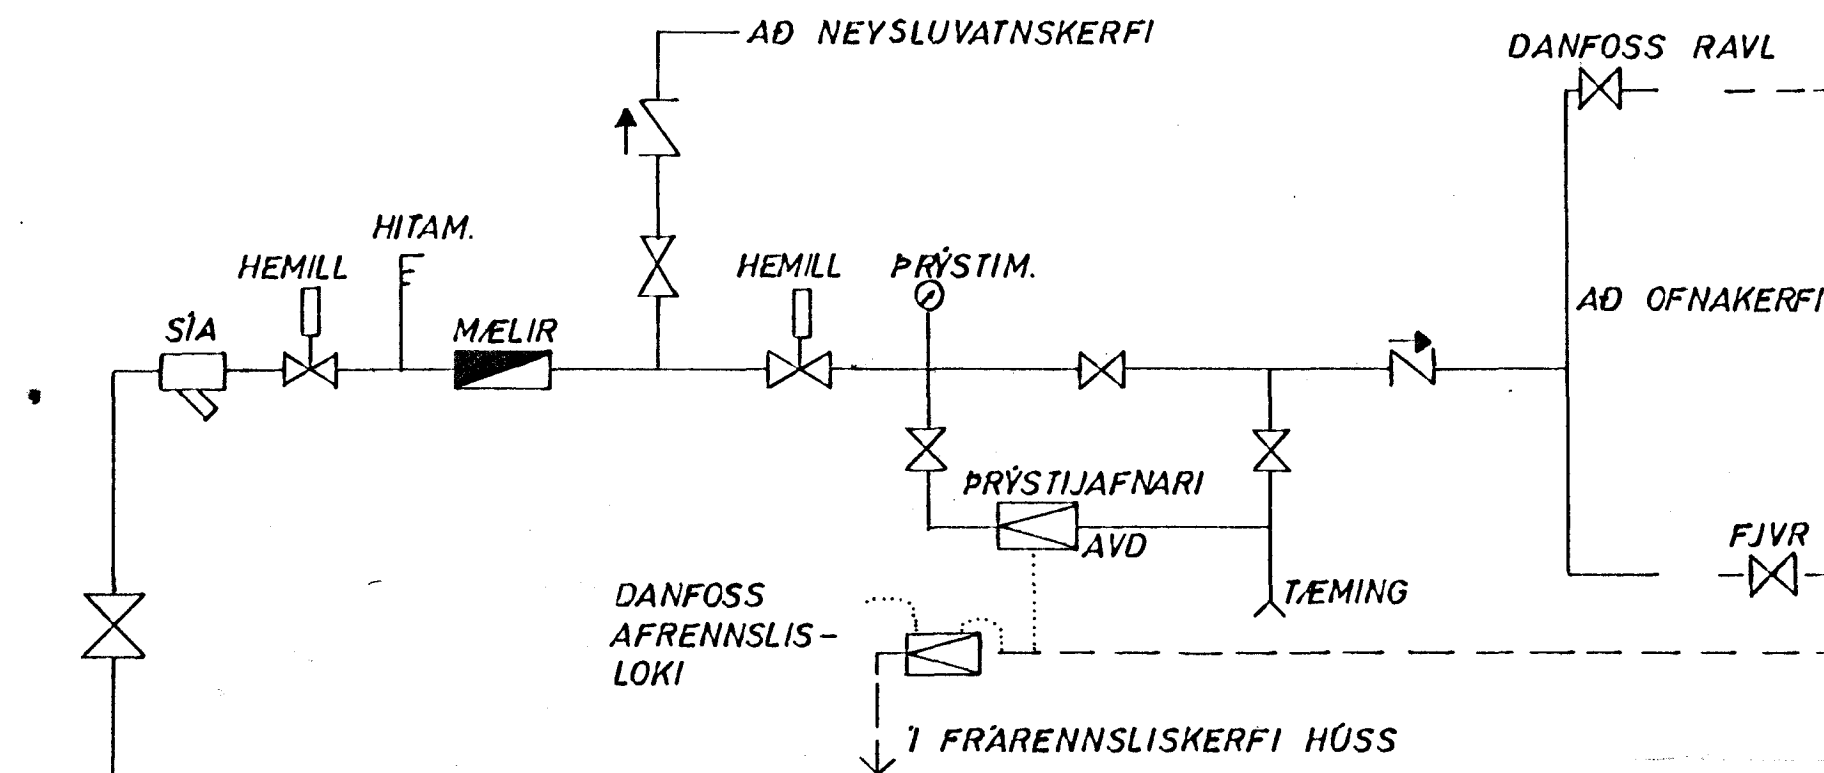 AÐ NEYSLUVATNSKERFI
DANFOSS RAVL
HITAM.
HEMILL
HEMILL
ÞRÝSTIM.
AÐ OFNAKERFI
SÍA
MÆLIR
ÞRÝSTIJAFNARI
AVD
FJVR
DANFOSS
AFRENNSLIS-
LOKI
TÆMING
Í FRÁRENNSLISKERFI HÚSS